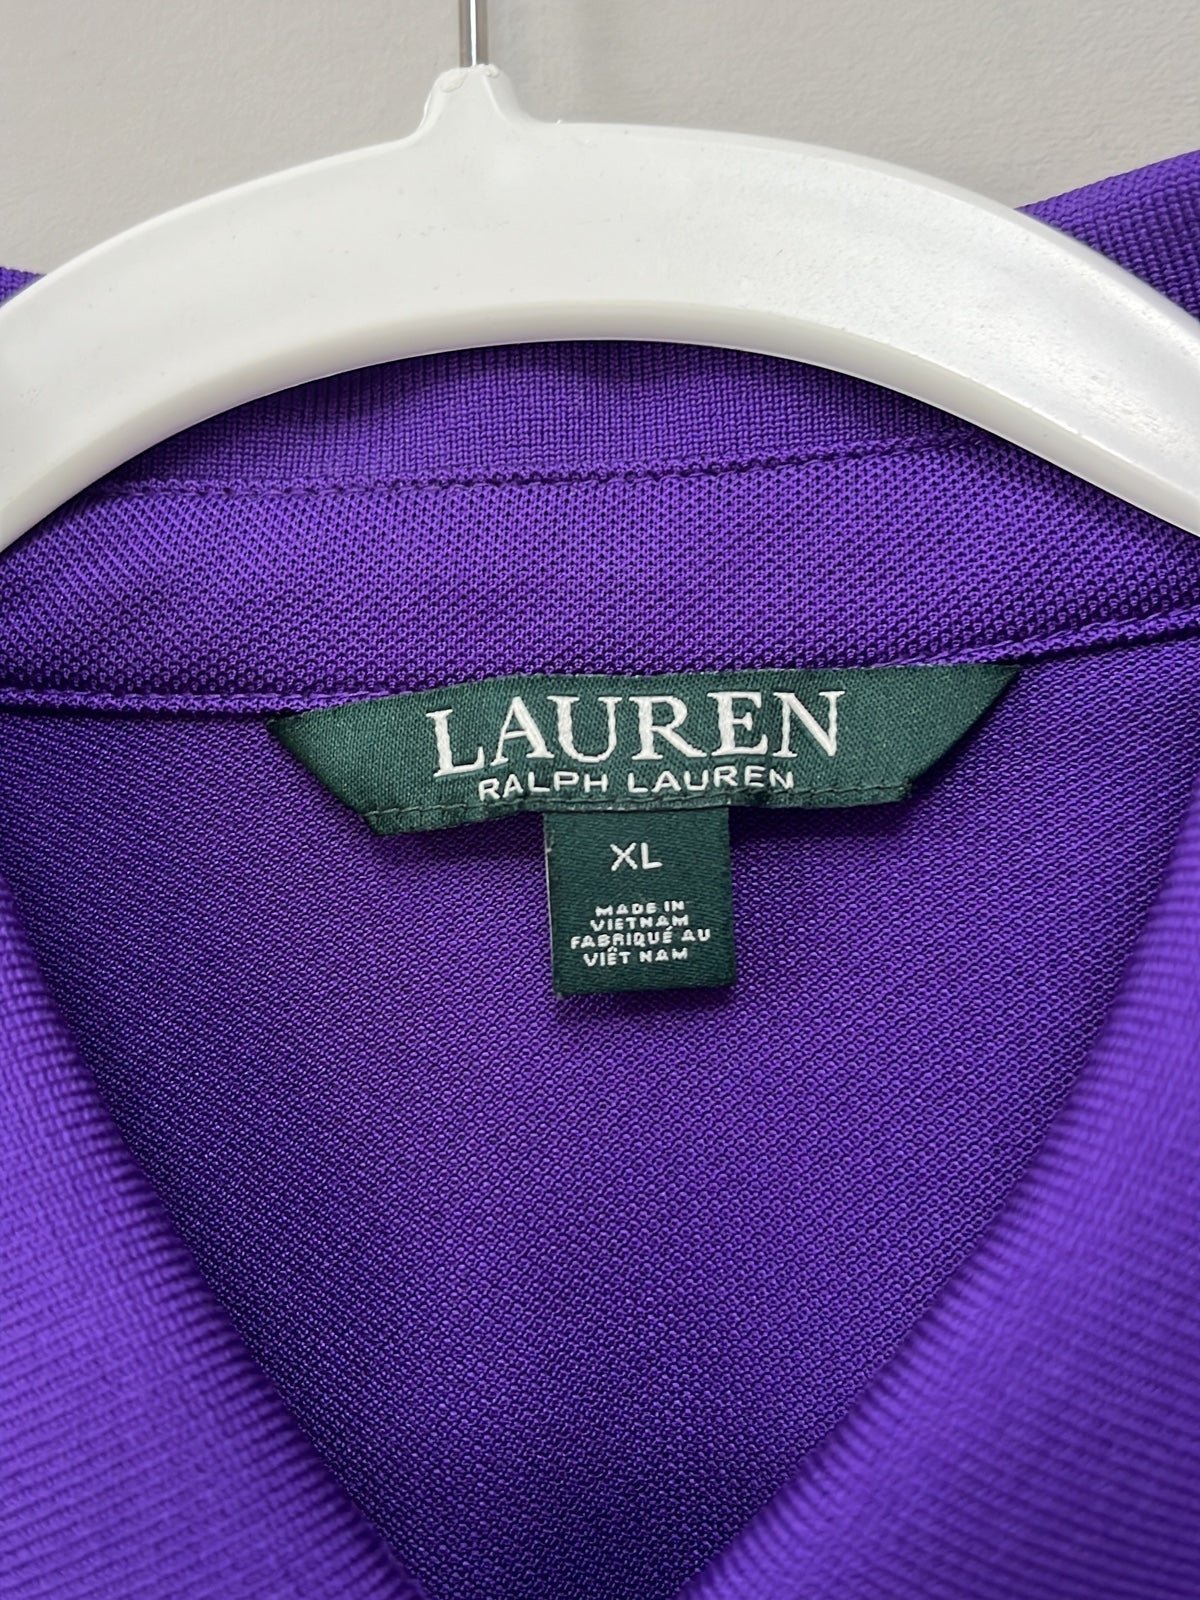 LAUREN
RALPH LAUREN
XL
MADE IN
VIETNAM
FABRIQUÉ AU
VIÊT NAM